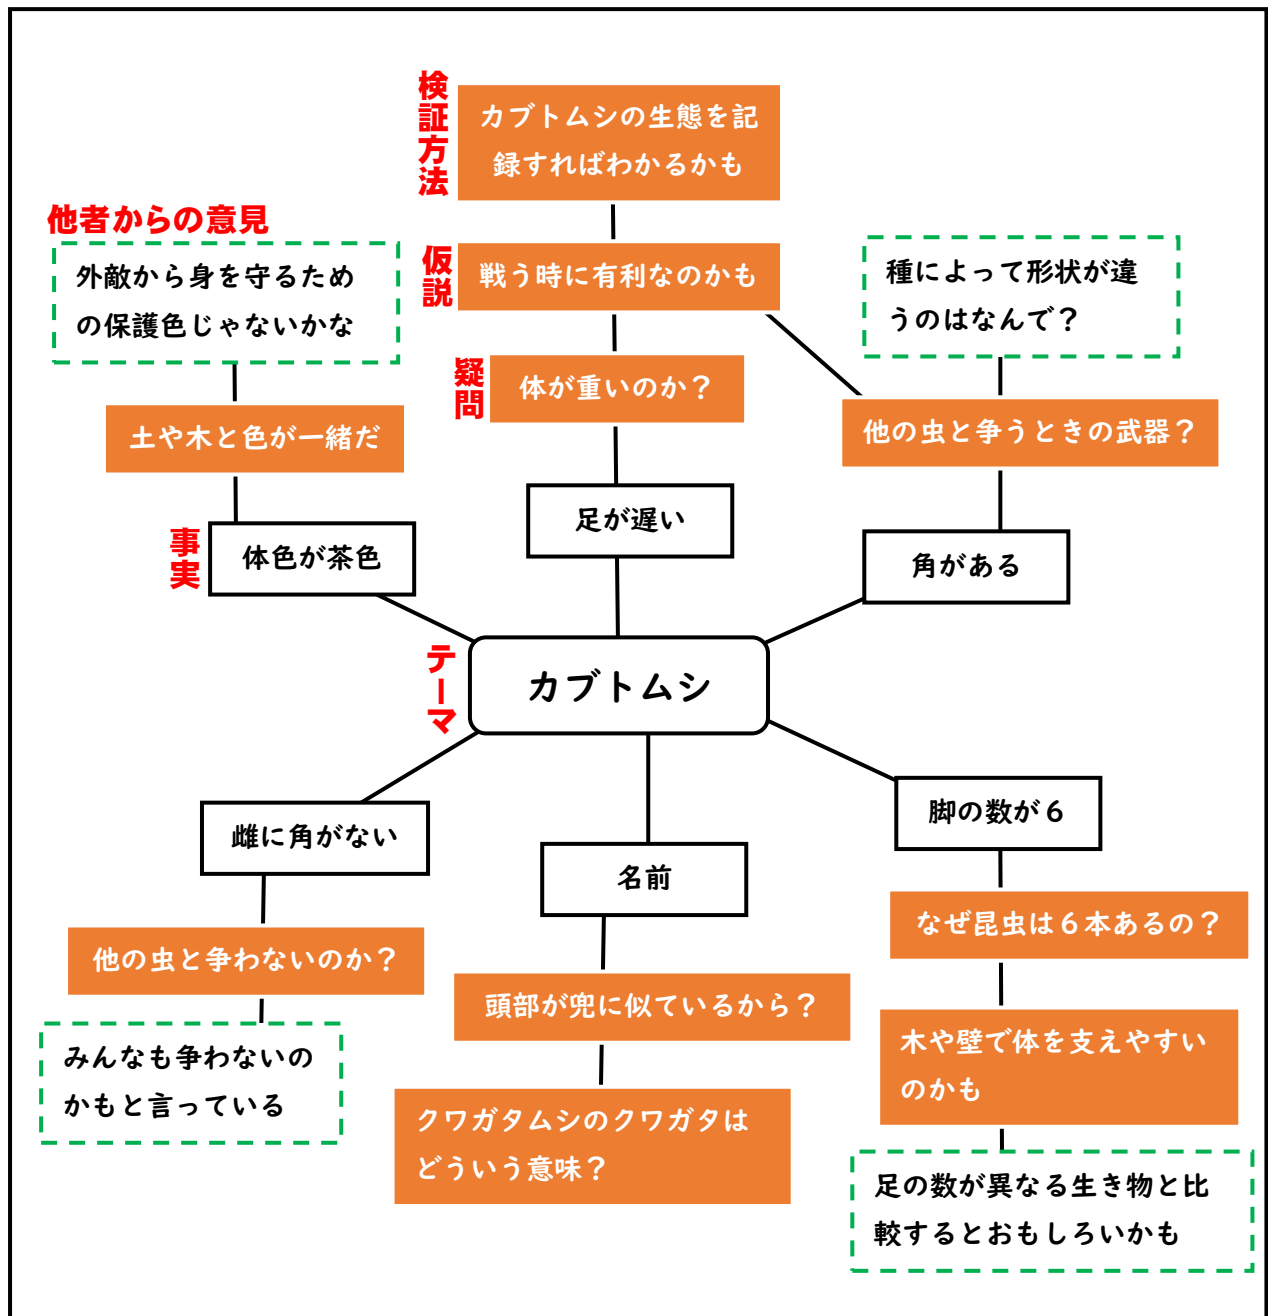 検証方法
カブトムシの生態を記
録すればわかるかも
他者からの意見
外敵から身を守るため
の保護色じゃないかな
仮説
戦う時に有利なのかも
種によって形状が違
うのはなんで？
疑問
体が重いのか？
土や木と色が一緒だ
他の虫と争うときの武器？
事実
体色が茶色
足が遅い
角がある
テーマ
カブトムシ
雌に角がない
名前
脚の数が６
他の虫と争わないのか？
頭部が兜に似ているから？
なぜ昆虫は６本あるの？
みんなも争わないの
かもと言っている
クワガタムシのクワガタは
どういう意味？
木や壁で体を支えやすい
のかも
足の数が異なる生き物と比
較するとおもしろいかも